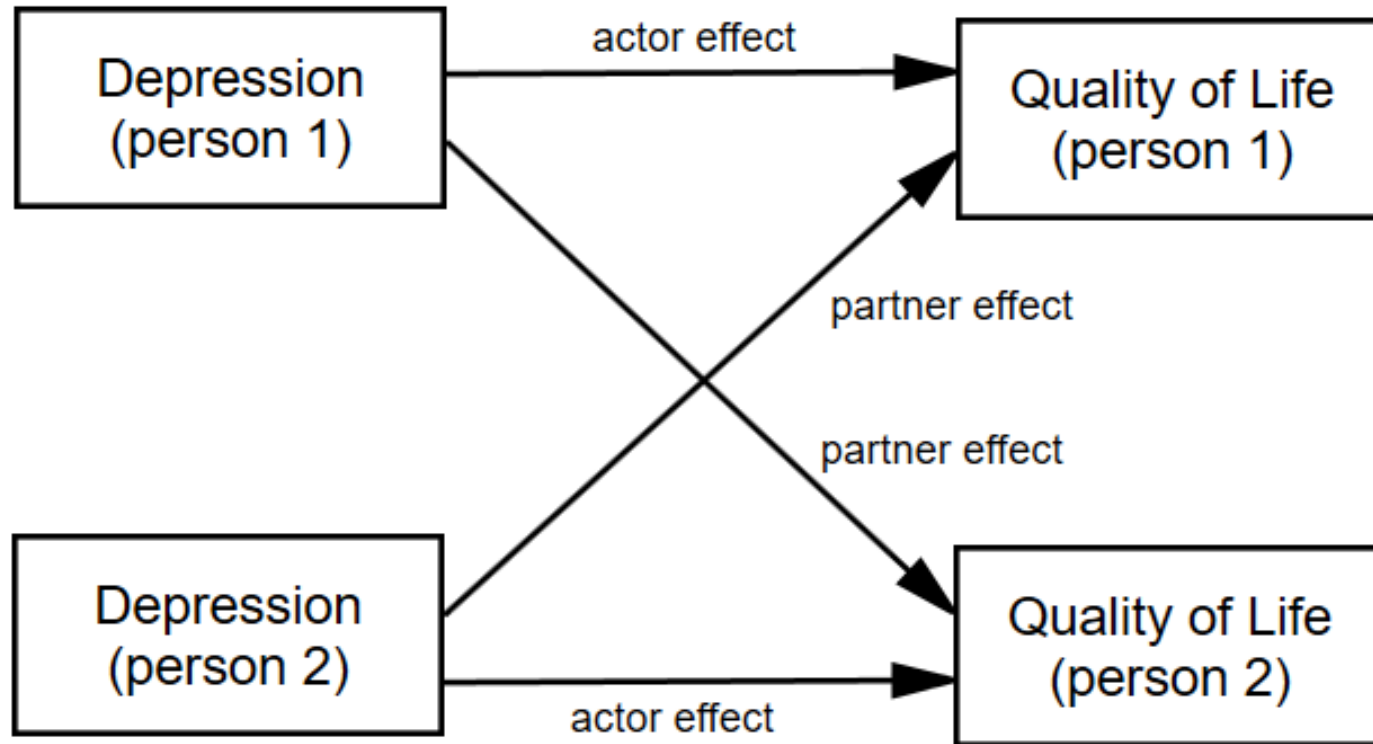 actor effect
Depression
(person 1)
Quality of Life
(person 1)
partner effect
partner effect
Depression
(person 2)
Quality of Life
(person 2)
actor effect